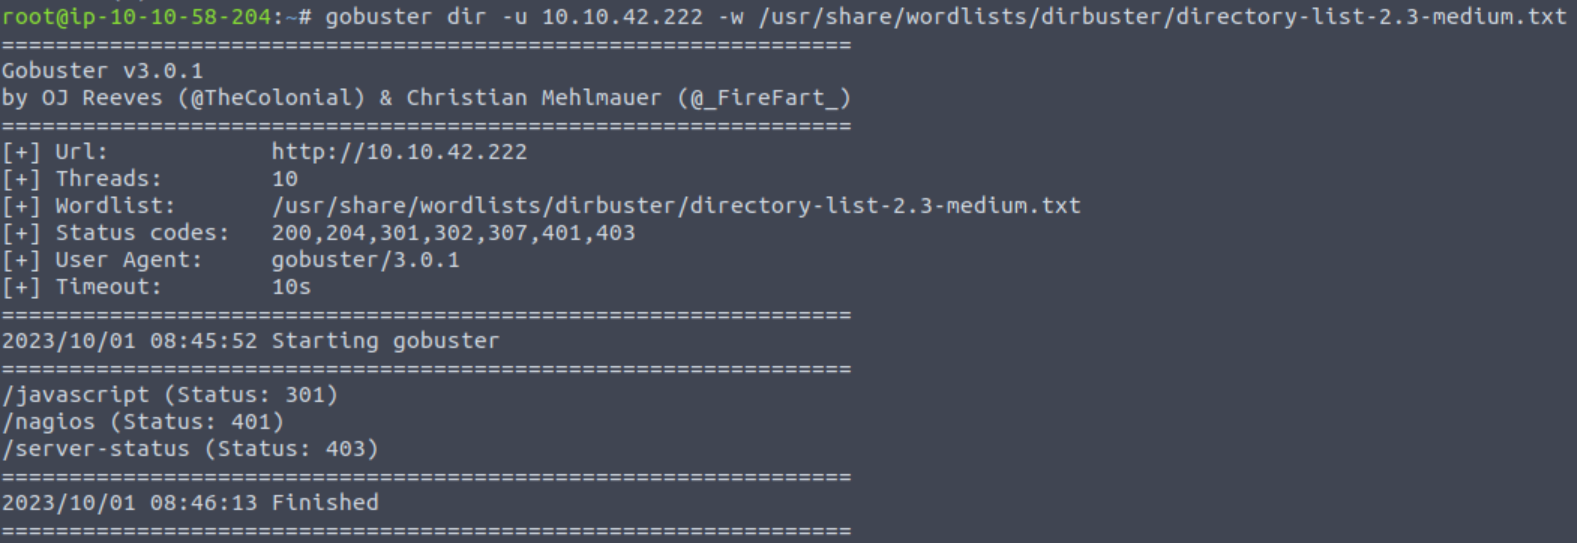 root@ip-10-10-58-204:~# gobuster dir -u 10.10.42.222 -w /usr/share/wordlists/dirbuster/directory-list-2.3-medium.txt
===============================================================
Gobuster v3.0.1
by OJ Reeves (@TheColonial) & Christian Mehlmauer (@_FireFart_)
===============================================================
[+] Url:            http://10.10.42.222
[+] Threads:        10
[+] Wordlist:       /usr/share/wordlists/dirbuster/directory-list-2.3-medium.txt
[+] Status codes:   200,204,301,302,307,401,403
[+] User Agent:     gobuster/3.0.1
[+] Timeout:        10s
===============================================================
2023/10/01 08:45:52 Starting gobuster
===============================================================
/javascript (Status: 301)
/nagios (Status: 401)
/server-status (Status: 403)
===============================================================
2023/10/01 08:46:13 Finished
===============================================================